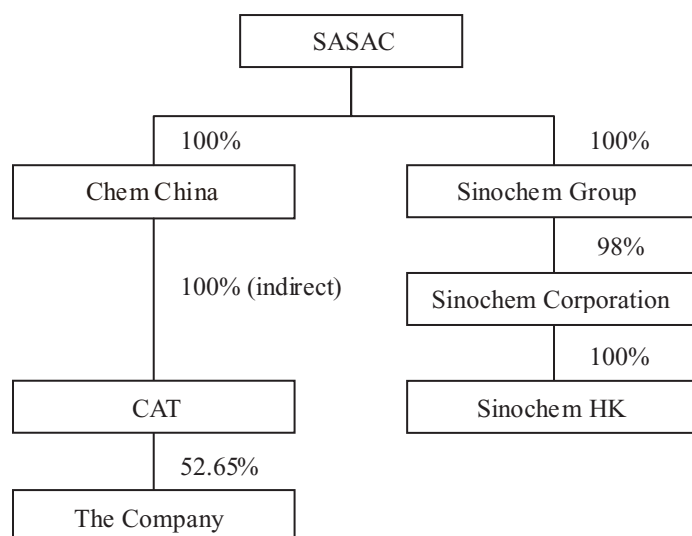 SASAC
100%
100%
Chem China
Sinochem Group
98%
100% (indirect)
Sinochem Corporation
100%
CAT
Sinochem HK
52.65%
The Company